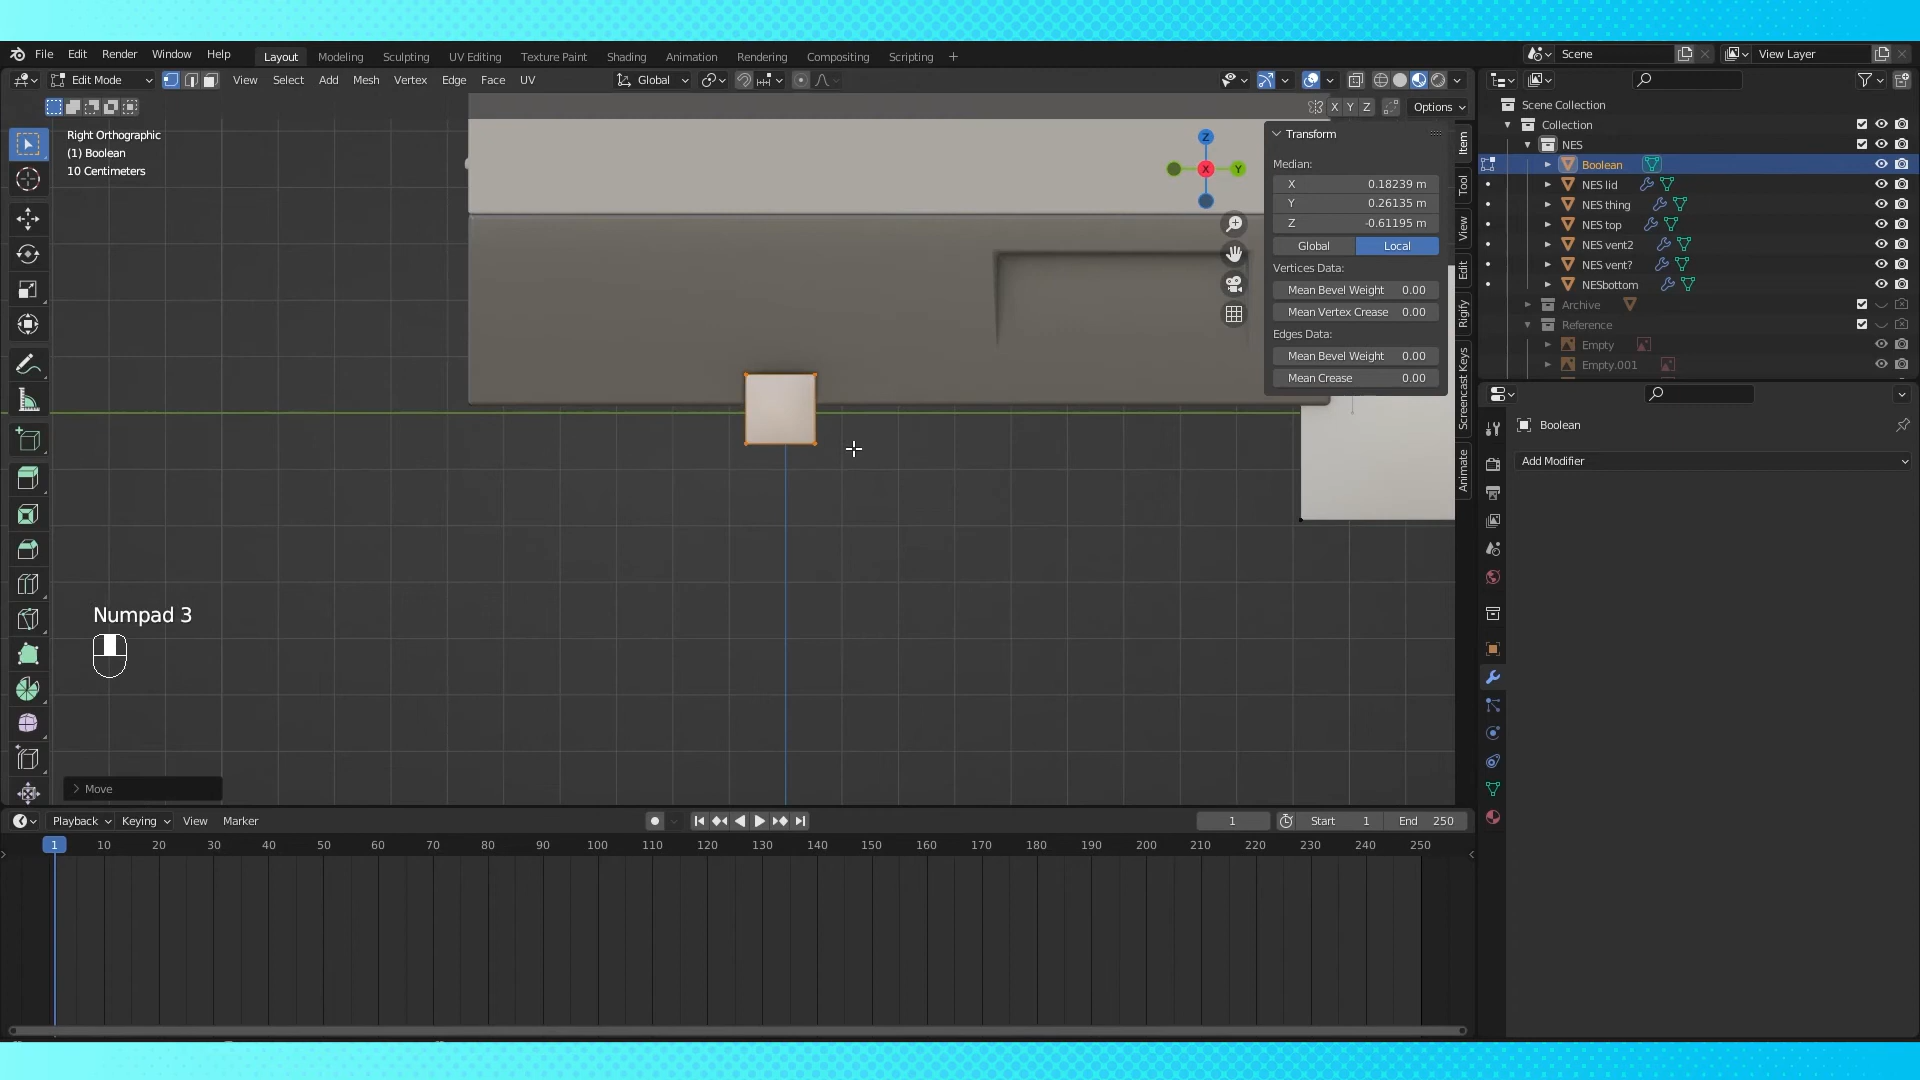 File Edit Render Window Help Layout Modeling Sculpting UV Editing Texture Paint Shading Animation Rendering Compositing Scripting + Scene View Layer
Edit Mode View Select Add Mesh Vertex Edge Face UV Global
X Y Z Options
Right Orthographic
(1) Boolean
10 Centimeters
Z
X
Y
Transform
Median:
X 0.18239 m
Y 0.26135 m
Z -0.61195 m
Global Local
Vertices Data:
Mean Bevel Weight 0.00
Mean Vertex Crease 0.00
Edges Data:
Mean Bevel Weight 0.00
Mean Crease 0.00
Item
Tool
View
Edit
Rigify
Screencast Keys
Animate
Scene Collection
Collection
NES
Boolean
NES lid
NES thing
NES top
NES vent2
NES vent?
NESbottom
Archive
Reference
Empty
Empty.001
Boolean
Add Modifier
Numpad 3
Move
Playback Keying View Marker 1 Start 1 End 250
1 10 20 30 40 50 60 70 80 90 100 110 120 130 140 150 160 170 180 190 200 210 220 230 240 250